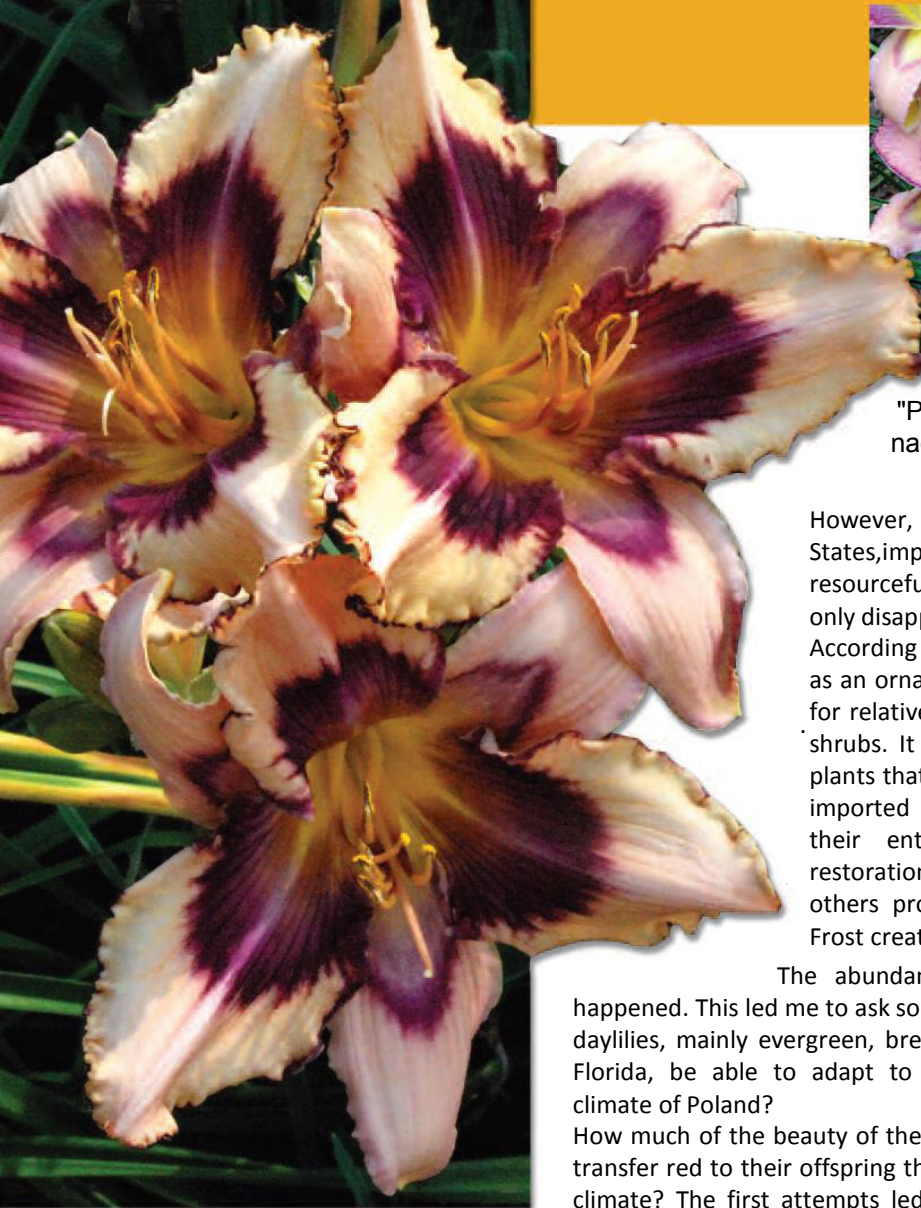 "P
na
However,
States,imp
resourcefu
only disapp
According
as an orna
for relative
shrubs. It
plants that
imported
their ent
restoration
others pro
Frost creat
The abundan
happened. This led me to ask so
daylilies, mainly evergreen, bre
Florida, be able to adapt to
climate of Poland?
How much of the beauty of the
transfer red to their offspring th
climate? The first attempts led